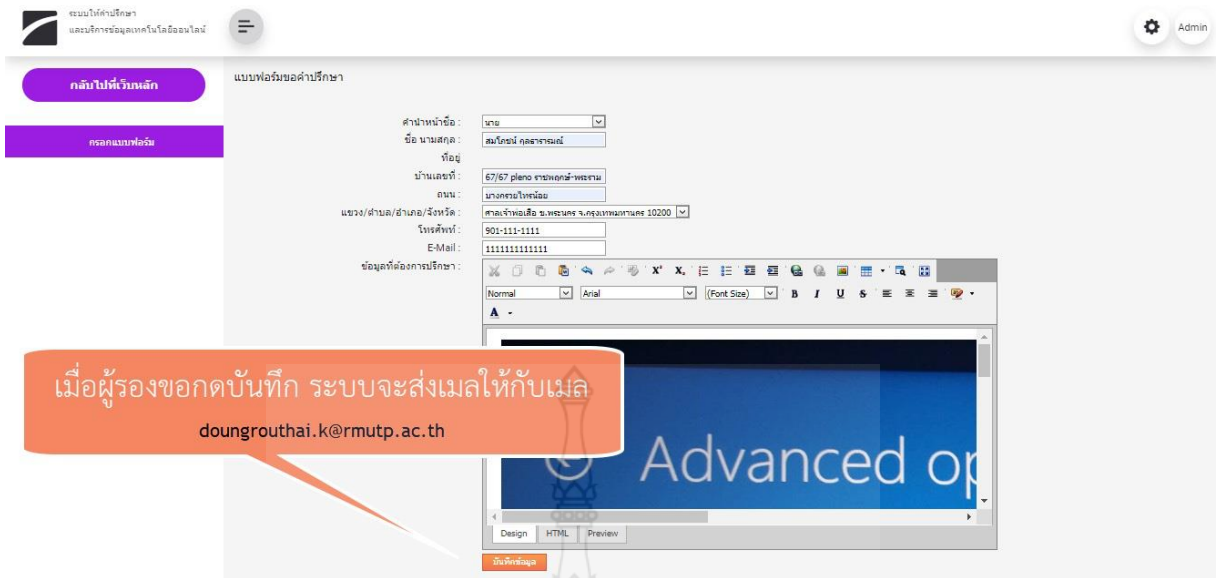 ระบบให้คำปรึกษา
และบริการข้อมูลเทคโนโลยีออนไลน์
Admin
กลับไปที่เว็บหลัก
กรอกแบบฟอร์ม
แบบฟอร์มขอคำปรึกษา
คำนำหน้าชื่อ : นาย
ชื่อ นามสกุล : สมโภชน์ กุลธารารมณ์
ที่อยู่
บ้านเลขที่ : 67/67 pleno ราชพฤกษ์-พระราม
ถนน : บางกรวยไทรน้อย
แขวง/ตำบล/อำเภอ/จังหวัด : ศาลเจ้าพ่อเสือ ข.พระนคร จ.กรุงเทพมหานคร 10200
โทรศัพท์ : 901-111-1111
E-Mail : 1111111111111
ข้อมูลที่ต้องการปรึกษา :
Normal Arial (Font Size) B I U S
A
เมื่อผู้รองขอกดบันทึก ระบบจะส่งเมลให้กับเมล
doungrouthai.k@rmutp.ac.th
Advanced op
Design HTML Preview
บันทึกข้อมูล